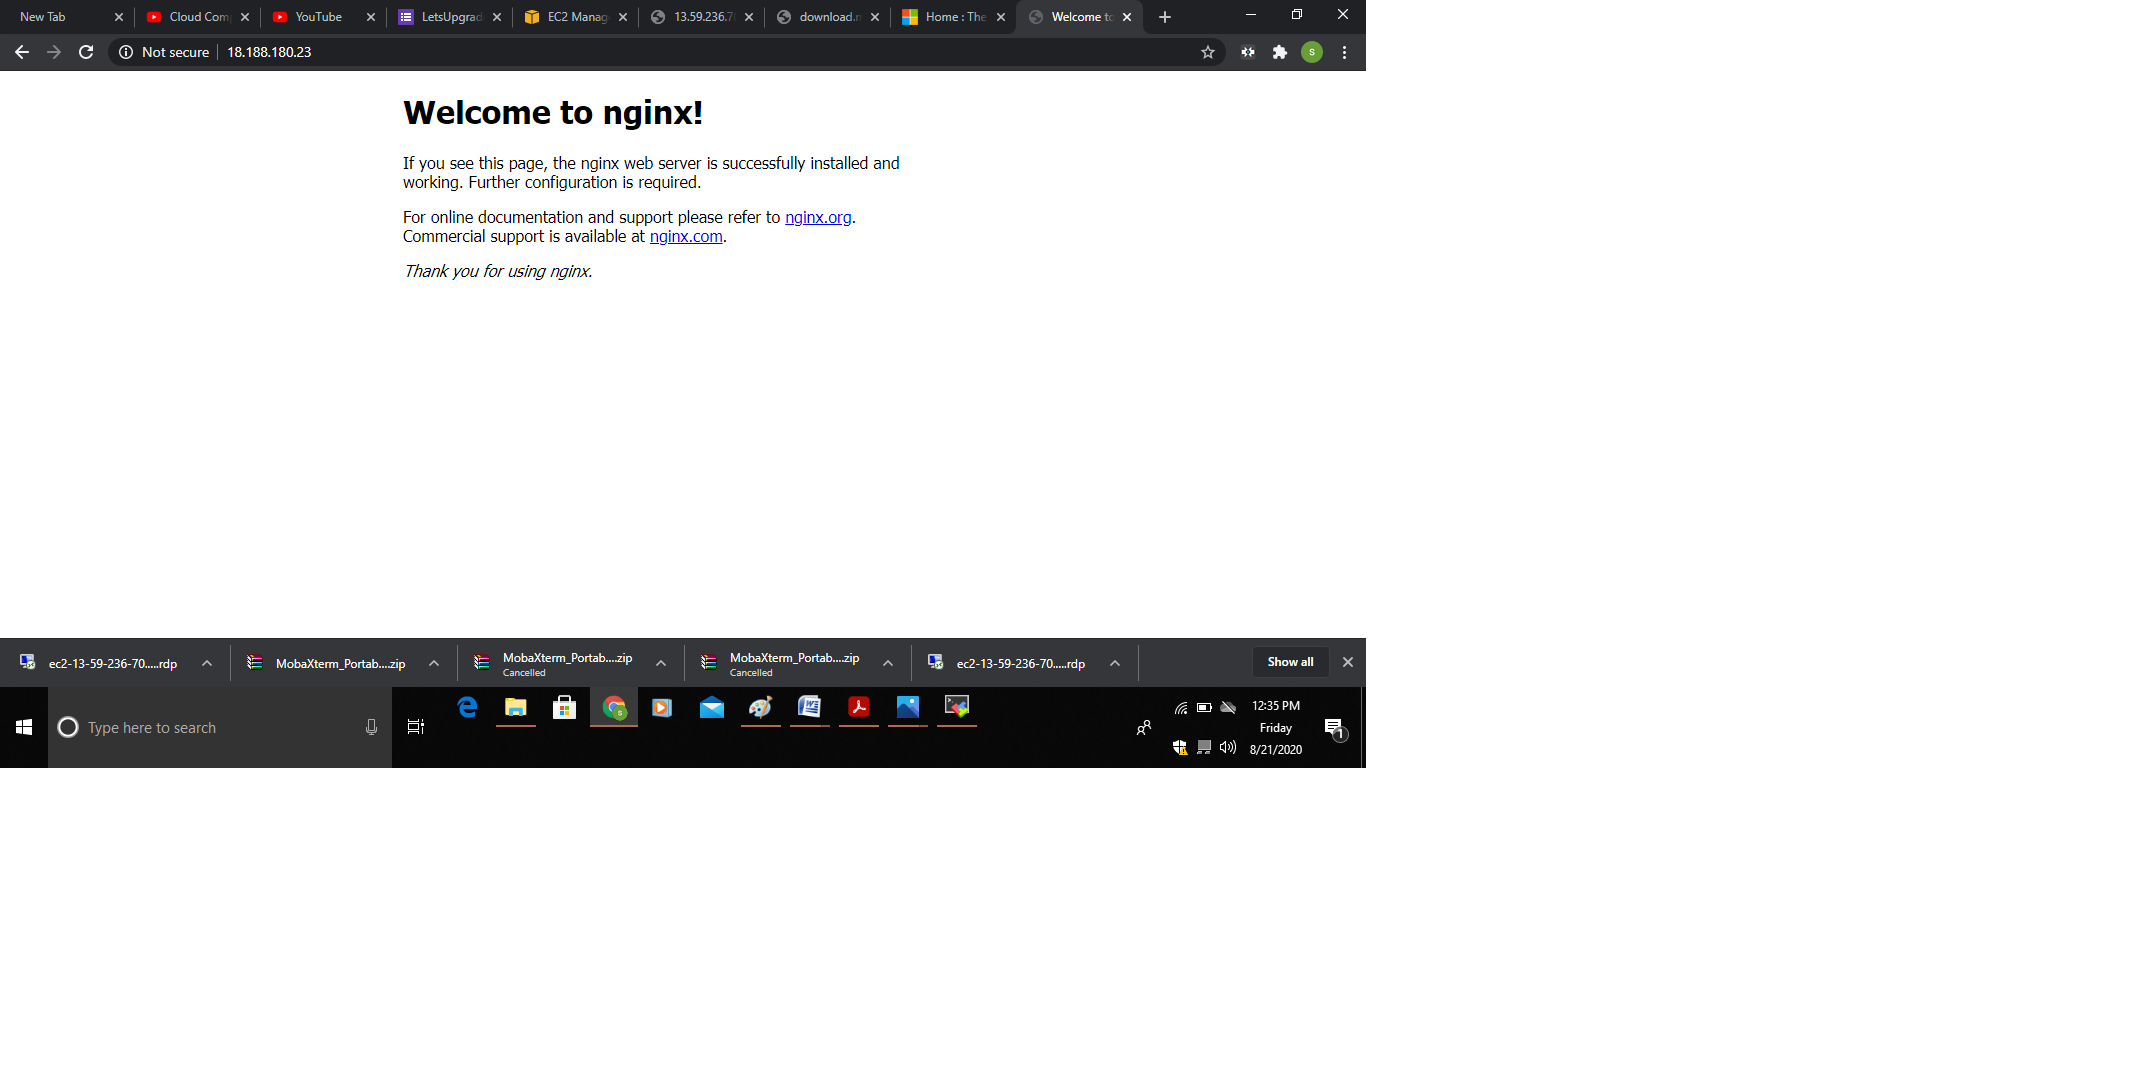 New Tab
Cloud Comp
YouTube
LetsUpgrad
EC2 Manag
13.59.236.7
download.
Home : The
Welcome to
Not secure
18.188.180.23
Welcome to nginx!
If you see this page, the nginx web server is successfully installed and
working. Further configuration is required.
For online documentation and support please refer to nginx.org.
Commercial support is available at nginx.com.
Thank you for using nginx.
ec2-13-59-236-70.....rdp
MobaXterm_Portab....zip
MobaXterm_Portab....zip
Cancelled
MobaXterm_Portab....zip
Cancelled
ec2-13-59-236-70.....rdp
Show all
Type here to search
12:35 PM
Friday
8/21/2020
1